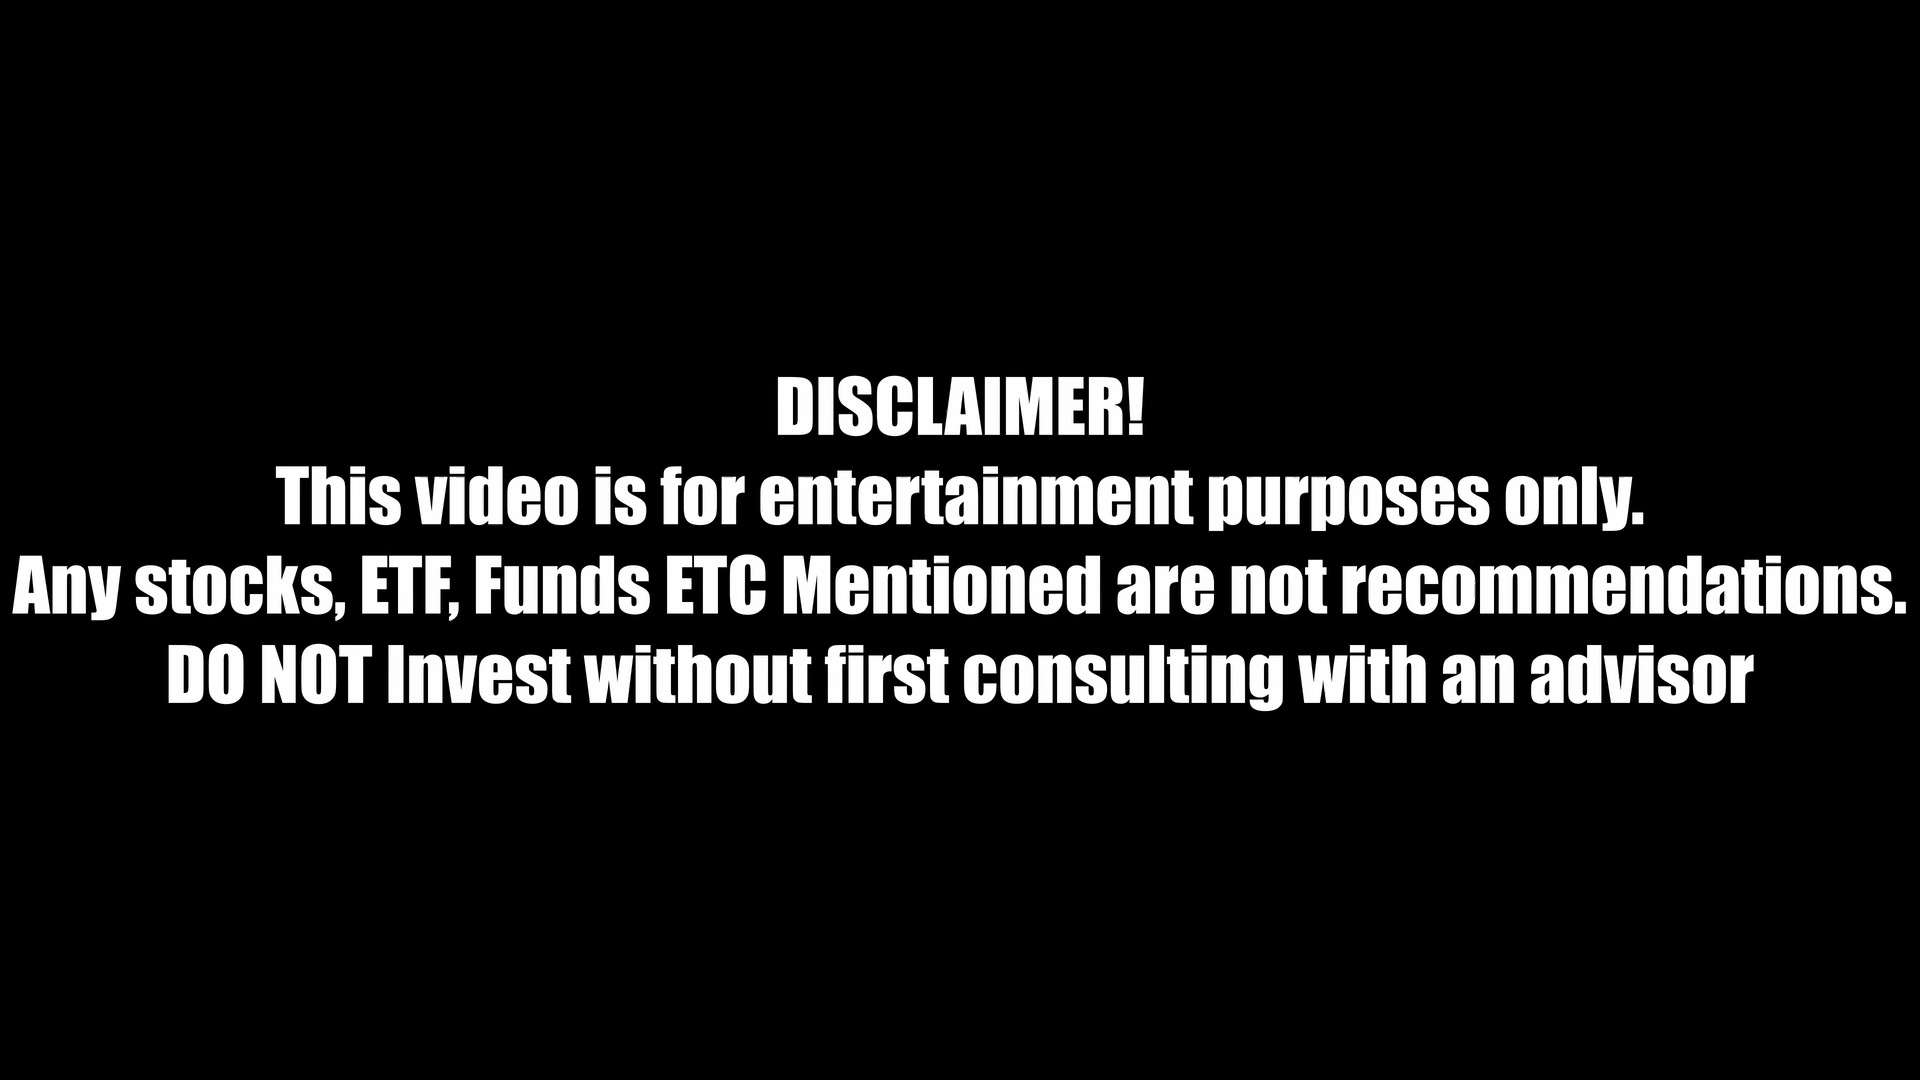 DISCLAIMER!
This video is for entertainment purposes only.
Any stocks, ETF, Funds ETC Mentioned are not recommendations.
DO NOT Invest without first consulting with an advisor